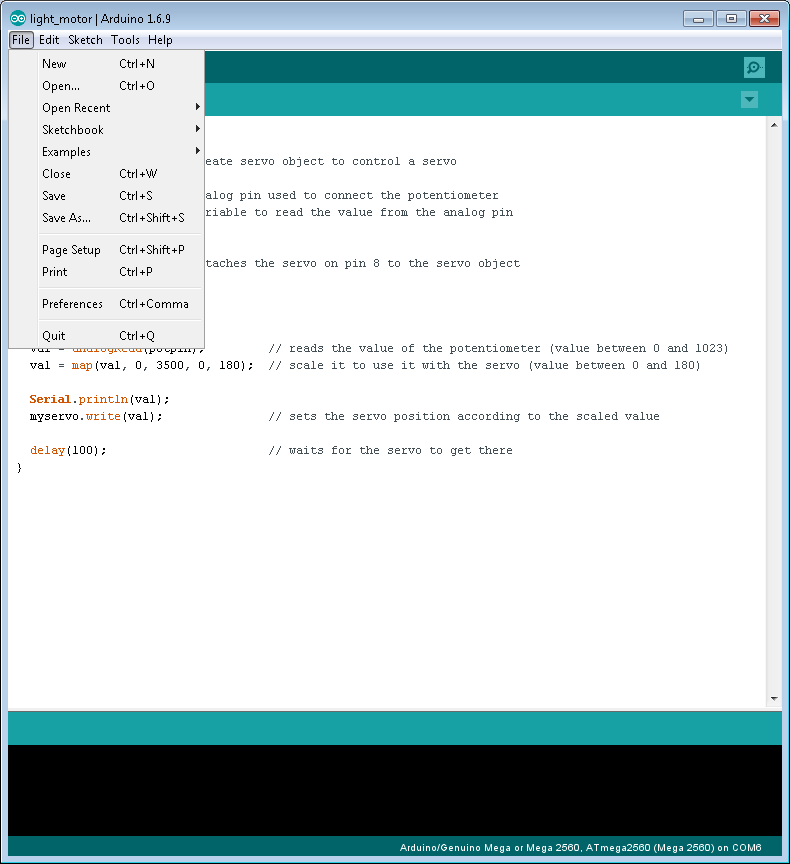 light_motor | Arduino 1.6.9
File Edit Sketch Tools Help
New Ctrl+N
Open... Ctrl+O
Open Recent
Sketchbook
Examples
Close Ctrl+W
Save Ctrl+S
Save As... Ctrl+Shift+S
Page Setup Ctrl+Shift+P
Print Ctrl+P
Preferences Ctrl+Comma
Quit Ctrl+Q
eate servo object to control a servo
alog pin used to connect the potentiometer
riable to read the value from the analog pin
taches the servo on pin 8 to the servo object
val = analogRead(potpin); // reads the value of the potentiometer (value between 0 and 1023)
val = map(val, 0, 3500, 0, 180); // scale it to use it with the servo (value between 0 and 180)
Serial.println(val);
myservo.write(val); // sets the servo position according to the scaled value
delay(100); // waits for the servo to get there
}
Arduino/Genuino Mega or Mega 2560, ATmega2560 (Mega 2560) on COM6